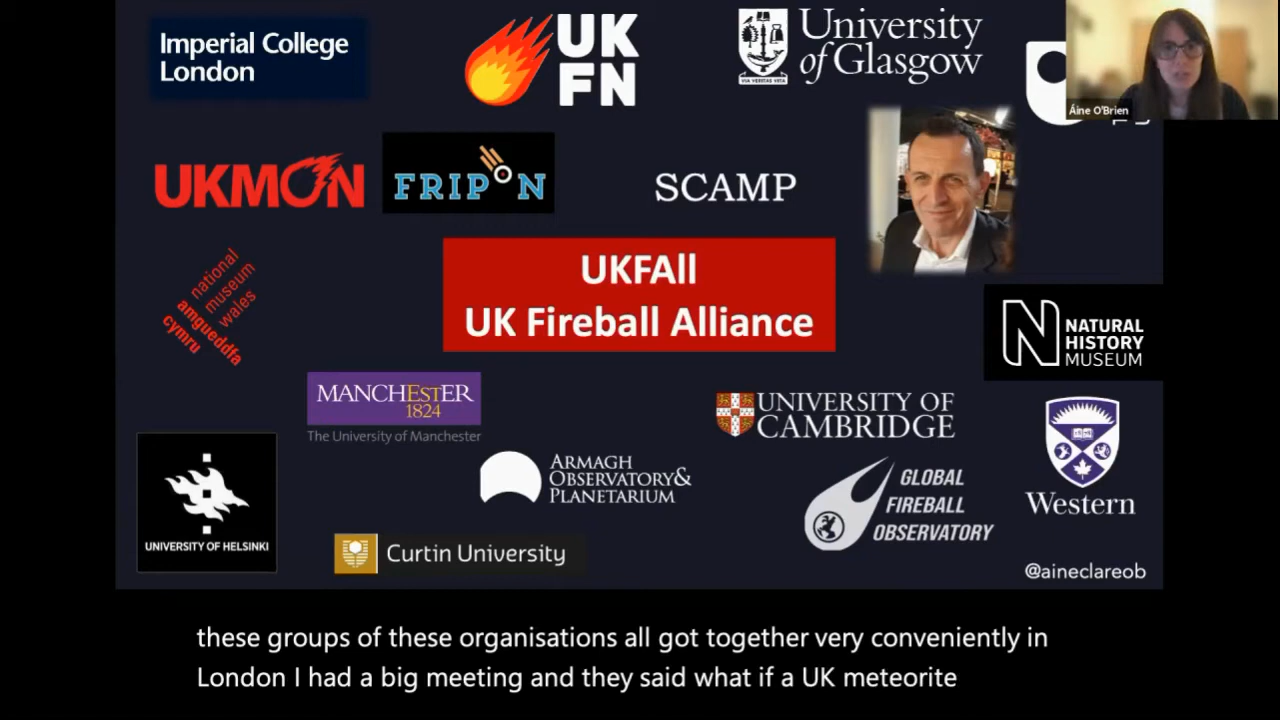 Imperial College
London
UK
FN
University
of Glasgow
VIA VERITAS VITA
Áine O'Brien
UKMON
FRIPON
SCAMP
national
museum
wales
amgueddfa
cymru
UKFAll
UK Fireball Alliance
NATURAL
HISTORY
MUSEUM
MANCHESTER
1824
The University of Manchester
UNIVERSITY OF
CAMBRIDGE
Western
ARMAGH
OBSERVATORY&
PLANETARIUM
GLOBAL
FIREBALL
OBSERVATORY
UNIVERSITY OF HELSINKI
Curtin University
@aineclareob
these groups of these organisations all got together very conveniently in
London I had a big meeting and they said what if a UK meteorite